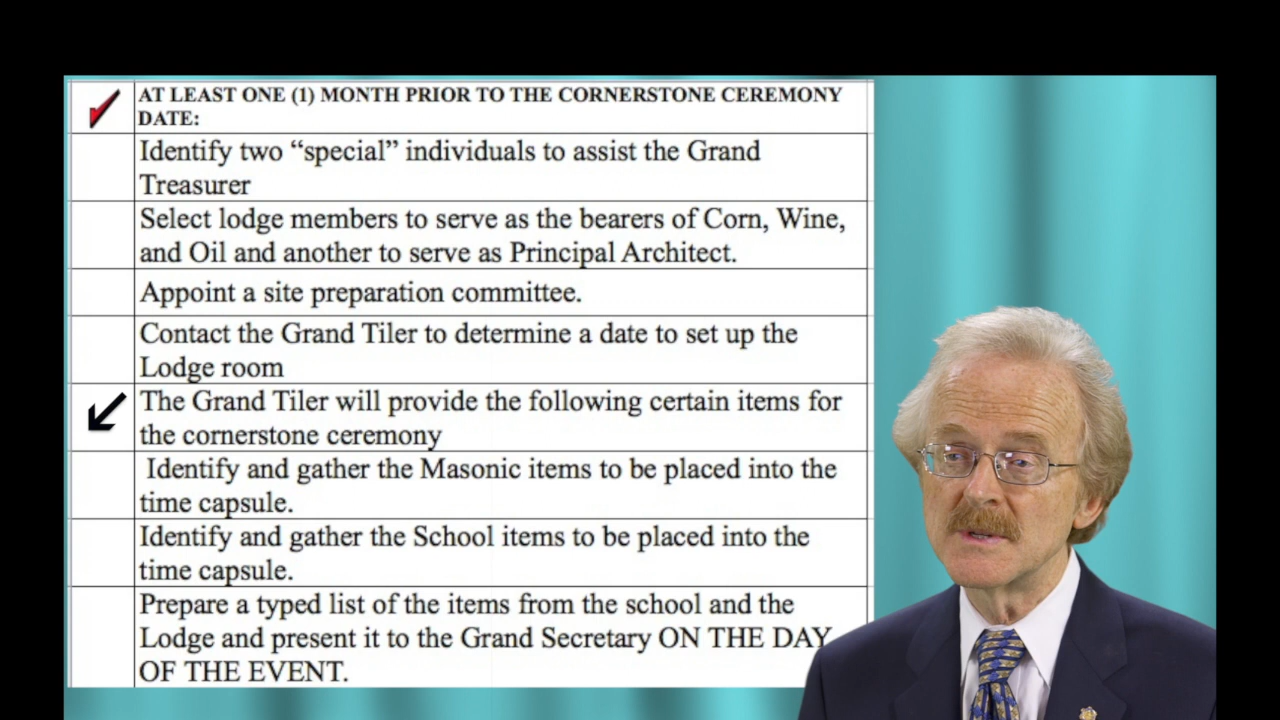 AT LEAST ONE (1) MONTH PRIOR TO THE CORNERSTONE CEREMONY
DATE:
Identify two “special” individuals to assist the Grand
Treasurer
Select lodge members to serve as the bearers of Corn, Wine,
and Oil and another to serve as Principal Architect.
Appoint a site preparation committee.
Contact the Grand Tiler to determine a date to set up the
Lodge room
The Grand Tiler will provide the following certain items for
the cornerstone ceremony
Identify and gather the Masonic items to be placed into the
time capsule.
Identify and gather the School items to be placed into the
time capsule.
Prepare a typed list of the items from the school and the
Lodge and present it to the Grand Secretary ON THE DAY
OF THE EVENT.